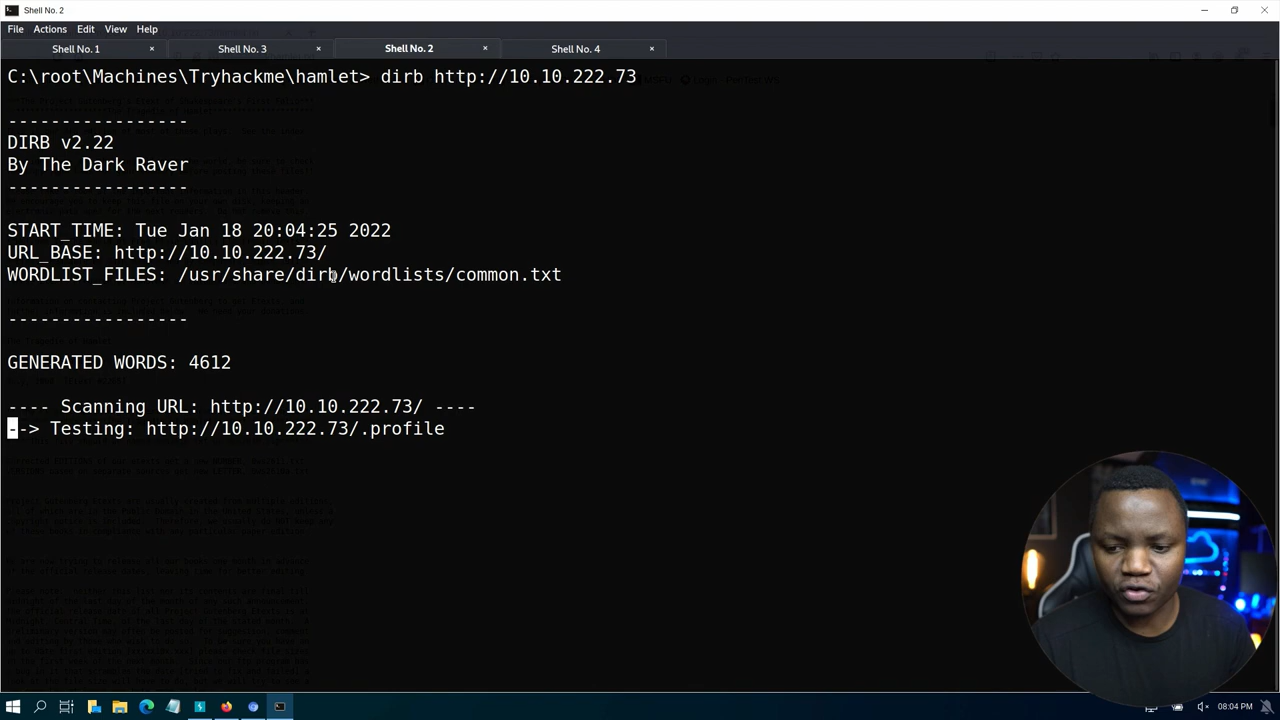 Shell No. 2
File Actions Edit View Help
Shell No. 1 × Shell No. 3 × Shell No. 2 × Shell No. 4 ×
C:\root\Machines\Tryhackme\hamlet> dirb http://10.10.222.73
-----------------
DIRB v2.22
By The Dark Raver
-----------------
START_TIME: Tue Jan 18 20:04:25 2022
URL_BASE: http://10.10.222.73/
WORDLIST_FILES: /usr/share/dirb/wordlists/common.txt
-----------------
GENERATED WORDS: 4612
---- Scanning URL: http://10.10.222.73/ ----
--> Testing: http://10.10.222.73/.profile
08:04 PM